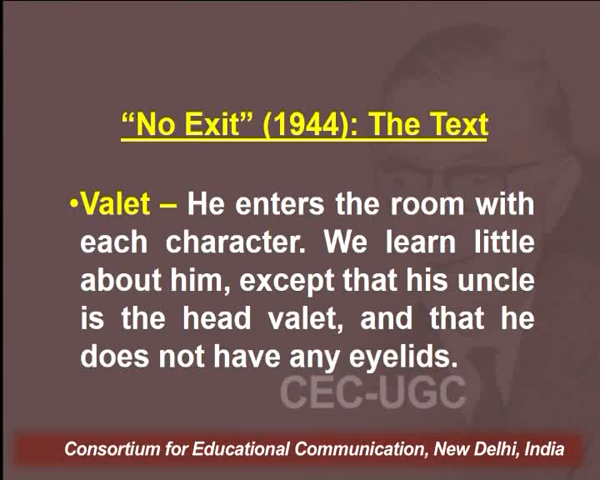 “No Exit” (1944): The Text
•Valet – He enters the room with
each character. We learn little
about him, except that his uncle
is the head valet, and that he
does not have any eyelids.
CEC-UGC
Consortium for Educational Communication, New Delhi, India